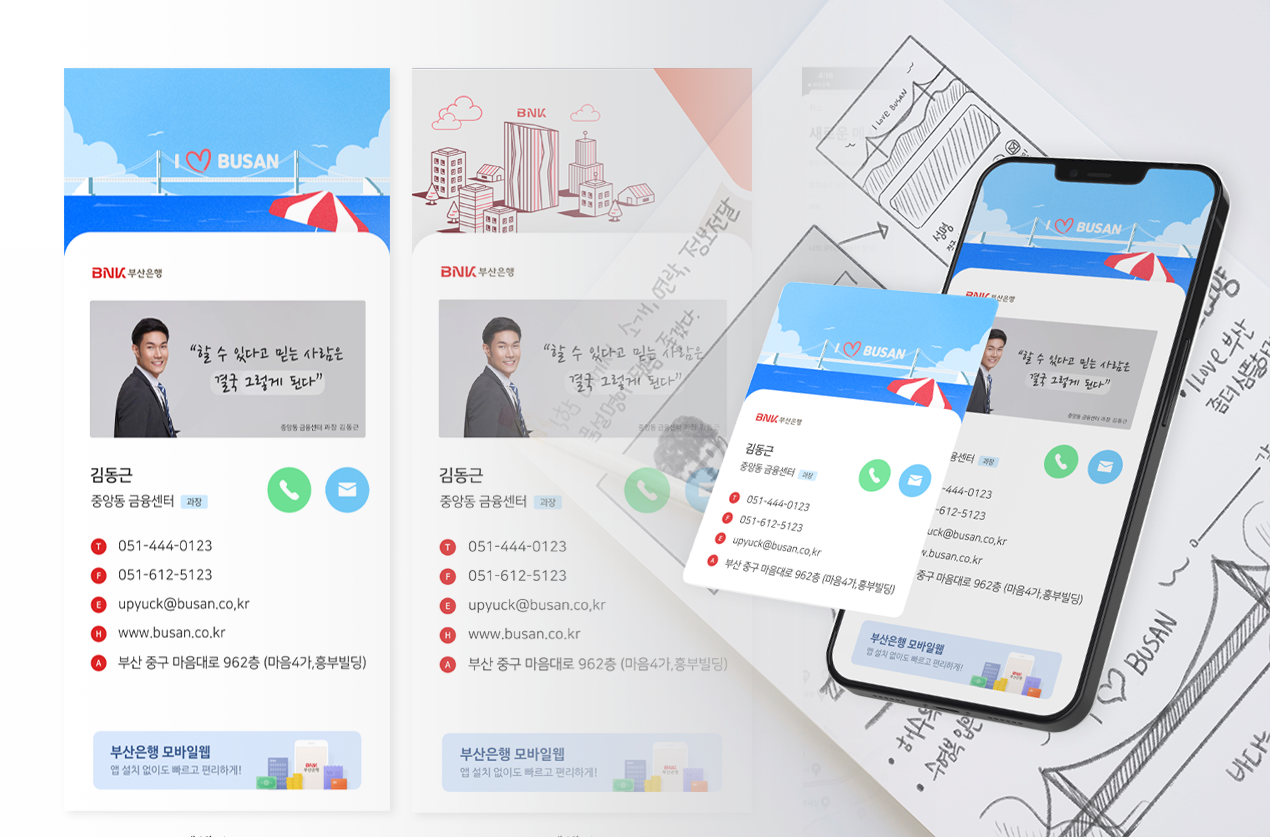 I ♡ BUSAN
BNK 부산은행
“할 수 있다고 믿는 사람은
결국 그렇게 된다”
중앙동 금융센터 과장 김동근
김동근
중앙동 금융센터 과장
T 051-444-0123
F 051-612-5123
E upyuck@busan.co,kr
H www.busan.co.kr
A 부산 중구 마음대로 962층 (마음4가,흥부빌딩)
부산은행 모바일웹
앱 설치 없이도 빠르고 편리하게!
BNK
부산은행
BNK
BNK 부산은행
“할 수 있다고 믿는 사람은
결국 그렇게 된다”
중앙동 금융센터 과장 김동근
김동근
중앙동 금융센터 과장
T 051-444-0123
F 051-612-5123
E upyuck@busan.co,kr
H www.busan.co.kr
A 부산 중구 마음대로 962층 (마음4가,흥부빌딩)
부산은행 모바일웹
앱 설치 없이도 빠르고 편리하게!
BNK
새로운
I LOVE BUSAN
성명
I ♡ BUSAN
BNK 부산은행
김동근
중앙동 금융센터 과장
T 051-444-0123
F 051-612-5123
E upyuck@busan.co,kr
A 부산 중구 마음대로 962층 (마음4가,흥부빌딩)
I ♡ BUSAN
BNK 부산은행
“할 수 있다고 믿는 사람은
결국 그렇게 된다”
중앙동 금융센터 과장 김동근
금융센터 과장
-444-0123
-612-5123
uck@busan.co,kr
.busan.co.kr
중구 마음대로 962층 (마음4가,흥부빌딩)
부산은행 모바일웹
앱 설치 없이도 빠르고 편리하게!
BNK
I love 부산
I ♡ BUSAN